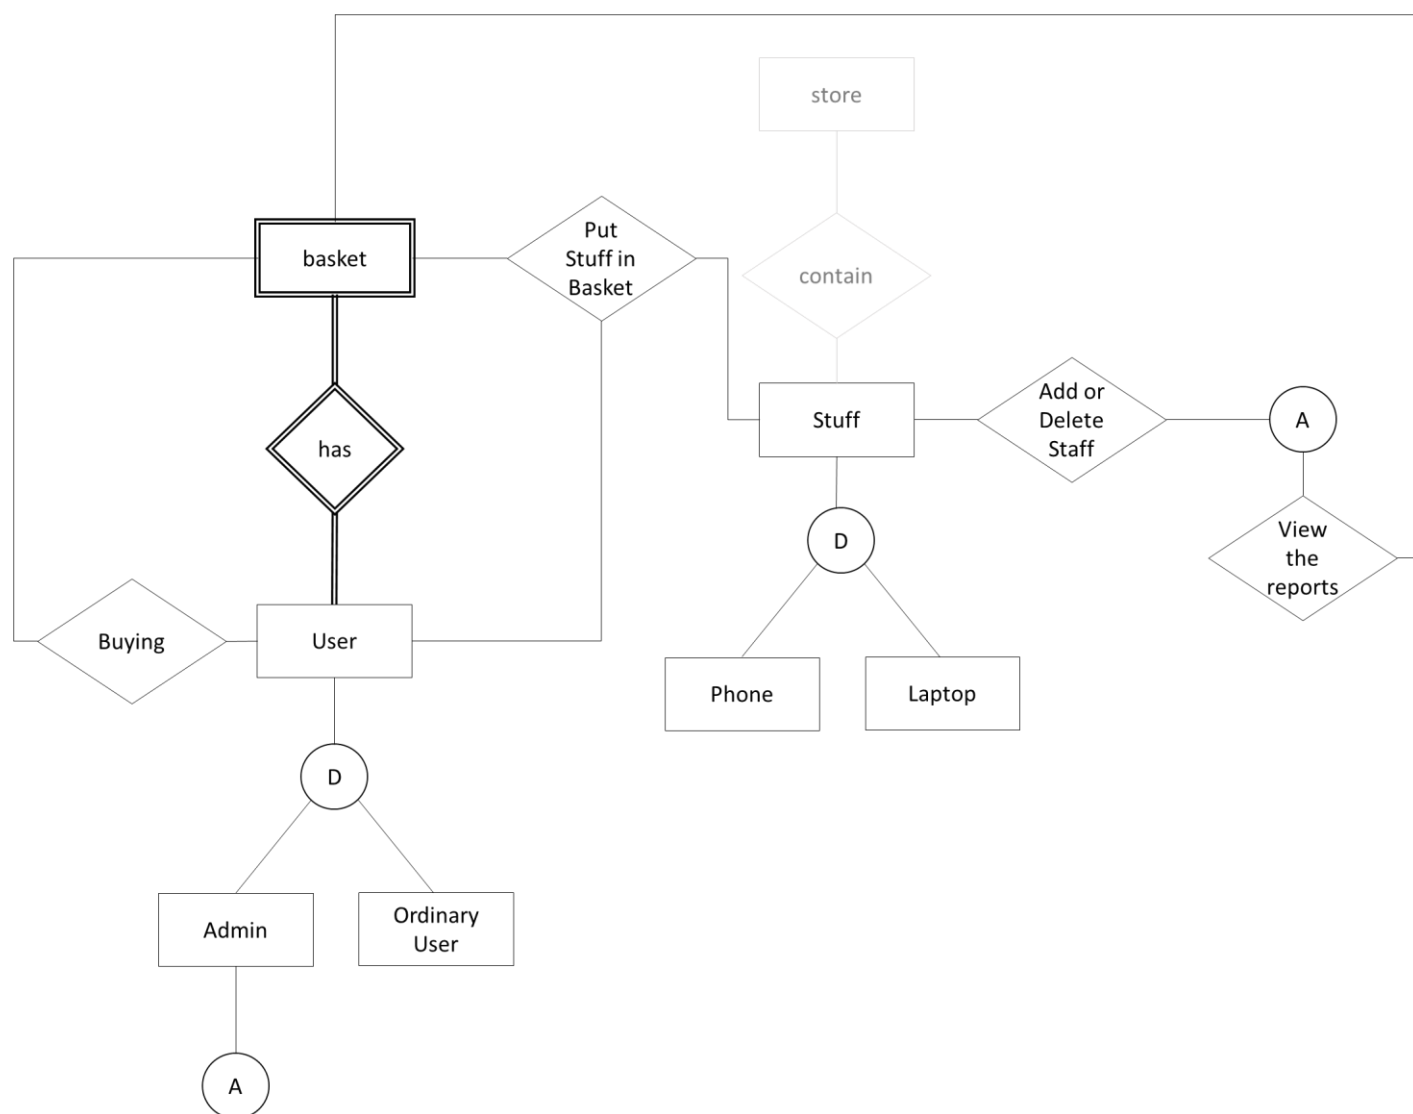 store
basket
Put
Stuff in
Basket
contain
has
Stuff
Add or
Delete
Staff
A
D
View
the
reports
Buying
User
Phone
Laptop
D
Admin
Ordinary
User
A